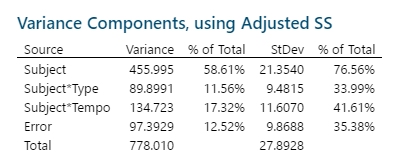 Variance Components, using Adjusted SS
Source Variance % of Total StDev % of Total
Subject 455.995 58.61% 21.3540 76.56%
Subject*Type 89.8991 11.56% 9.4815 33.99%
Subject*Tempo 134.723 17.32% 11.6070 41.61%
Error 97.3929 12.52% 9.8688 35.38%
Total 778.010 27.8928